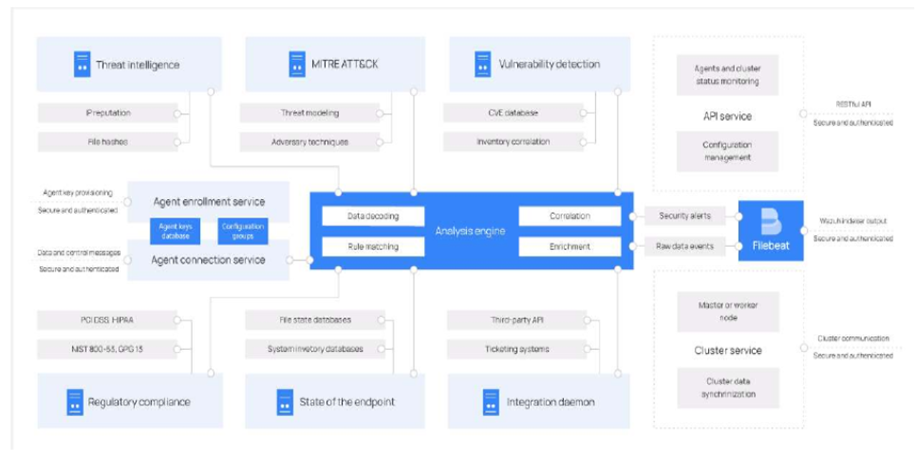 Threat intelligence
IP reputation
File hashes
MITRE ATT&CK
Threat modeling
Adversary techniques
Vulnerability detection
CVE database
Inventory correlation
Agents and cluster
status monitoring
API service
Configuration
management
RESTful API
Secure and authenticated
Agent key provisioning
Secure and authenticated
Agent enrollment service
Agent keys
database
Configuration
groups
Data and control messages
Secure and authenticated
Agent connection service
Data decoding
Rule matching
Analysis engine
Correlation
Enrichment
Security alerts
Raw data events
Filebeat
Wazuh indexer output
Secure and authenticated
PCI DSS, HIPAA
NIST 800-53, GPG 13
Regulatory compliance
File state databases
System invetory databases
State of the endpoint
Third-party API
Ticketing systems
Integration daemon
Master or worker
node
Cluster service
Cluster data
synchrinization
Cluster communication
Secure and authenticated